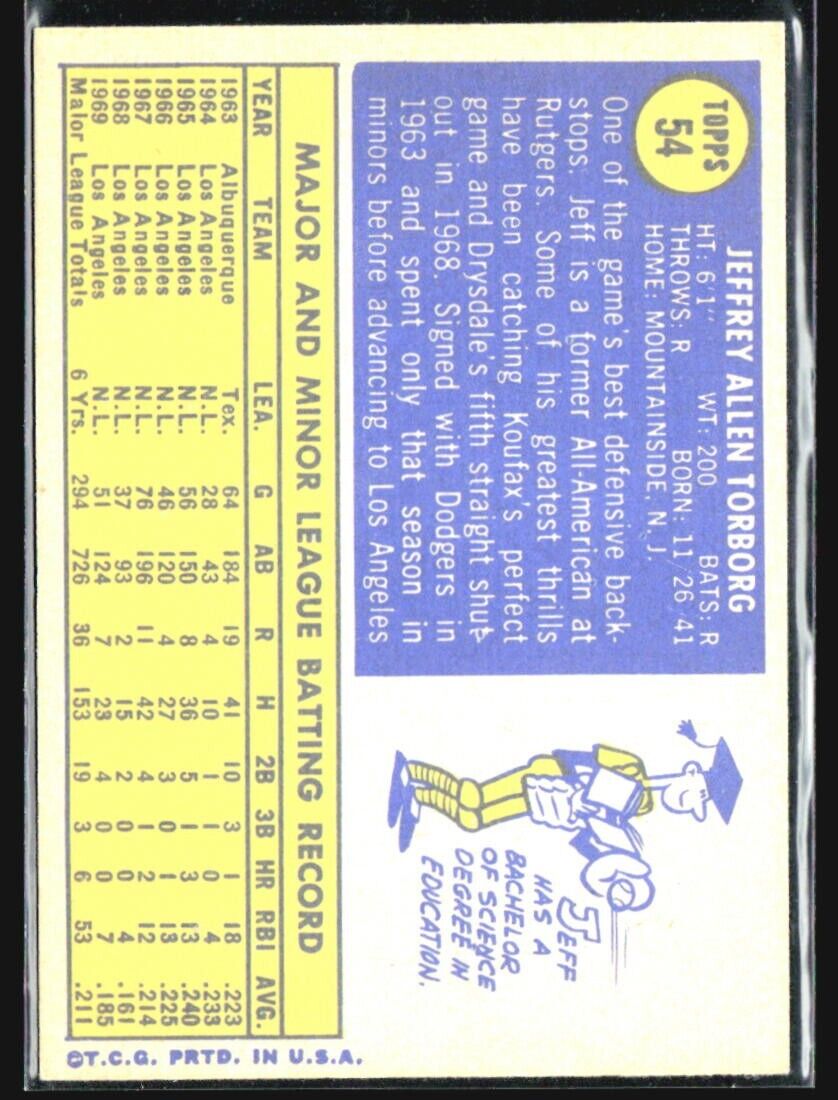 TOPPS
54
JEFFREY ALLEN TORBORG
HT: 6'1" WT: 200 BATS: R
THROWS: R BORN: 11/26/41
HOME: MOUNTAINSIDE, N. J.
One of the game's best defensive back-
stops. Jeff is a former All-American at
Rutgers. Some of his greatest thrills
have been catching Koufax's perfect
game and Drysdale's fifth straight shut-
out in 1968. Signed with Dodgers in
1963 and spent only that season in
minors before advancing to Los Angeles
JEFF
HAS A
BACHELOR
OF SCIENCE
DEGREE IN
EDUCATION.
MAJOR AND MINOR LEAGUE BATTING RECORD
YEAR TEAM LEA. G AB R H 2B 3B HR RBI AVG.
1963 Albuquerque Tex. 64 184 19 41 10 3 1 18 .223
1964 Los Angeles N.L. 28 43 4 10 1 1 0 4 .233
1965 Los Angeles N.L. 56 150 8 36 5 1 3 13 .240
1966 Los Angeles N.L. 46 120 4 27 3 0 1 13 .225
1967 Los Angeles N.L. 76 196 11 42 4 1 2 12 .214
1968 Los Angeles N.L. 37 93 2 15 2 0 0 4 .161
1969 Los Angeles N.L. 51 124 7 23 4 0 0 7 .185
Major League Totals 6 Yrs. 294 726 36 153 19 3 6 53 .211
©T.C.G. PRTD. IN U.S.A.